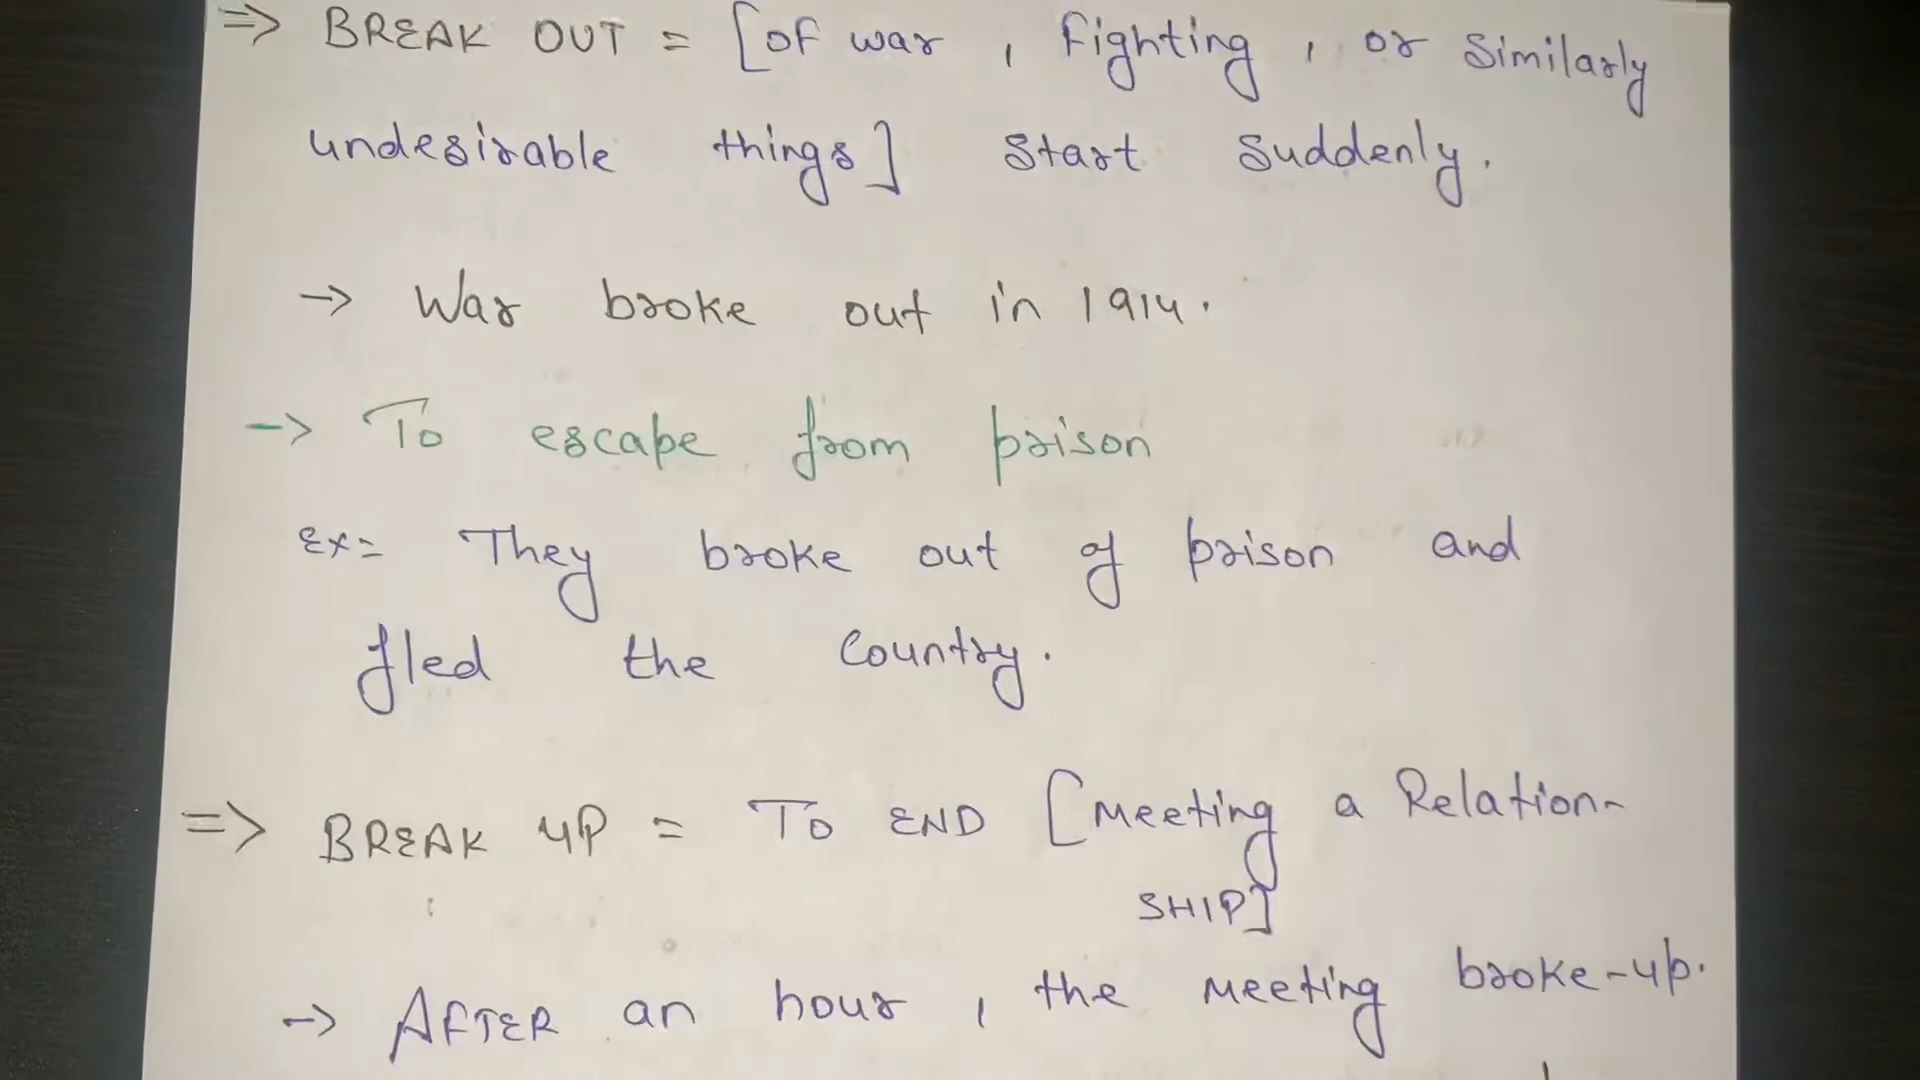 => BREAK OUT = [of war , fighting , or similarly
undesirable things] start suddenly.
-> War broke out in 1914.
-> To escape from prison
Ex= They broke out of prison and
fled the country.
=> BREAK UP = TO END [Meeting a Relation-
SHIP]
-> AFTER an hour , the Meeting broke-up.